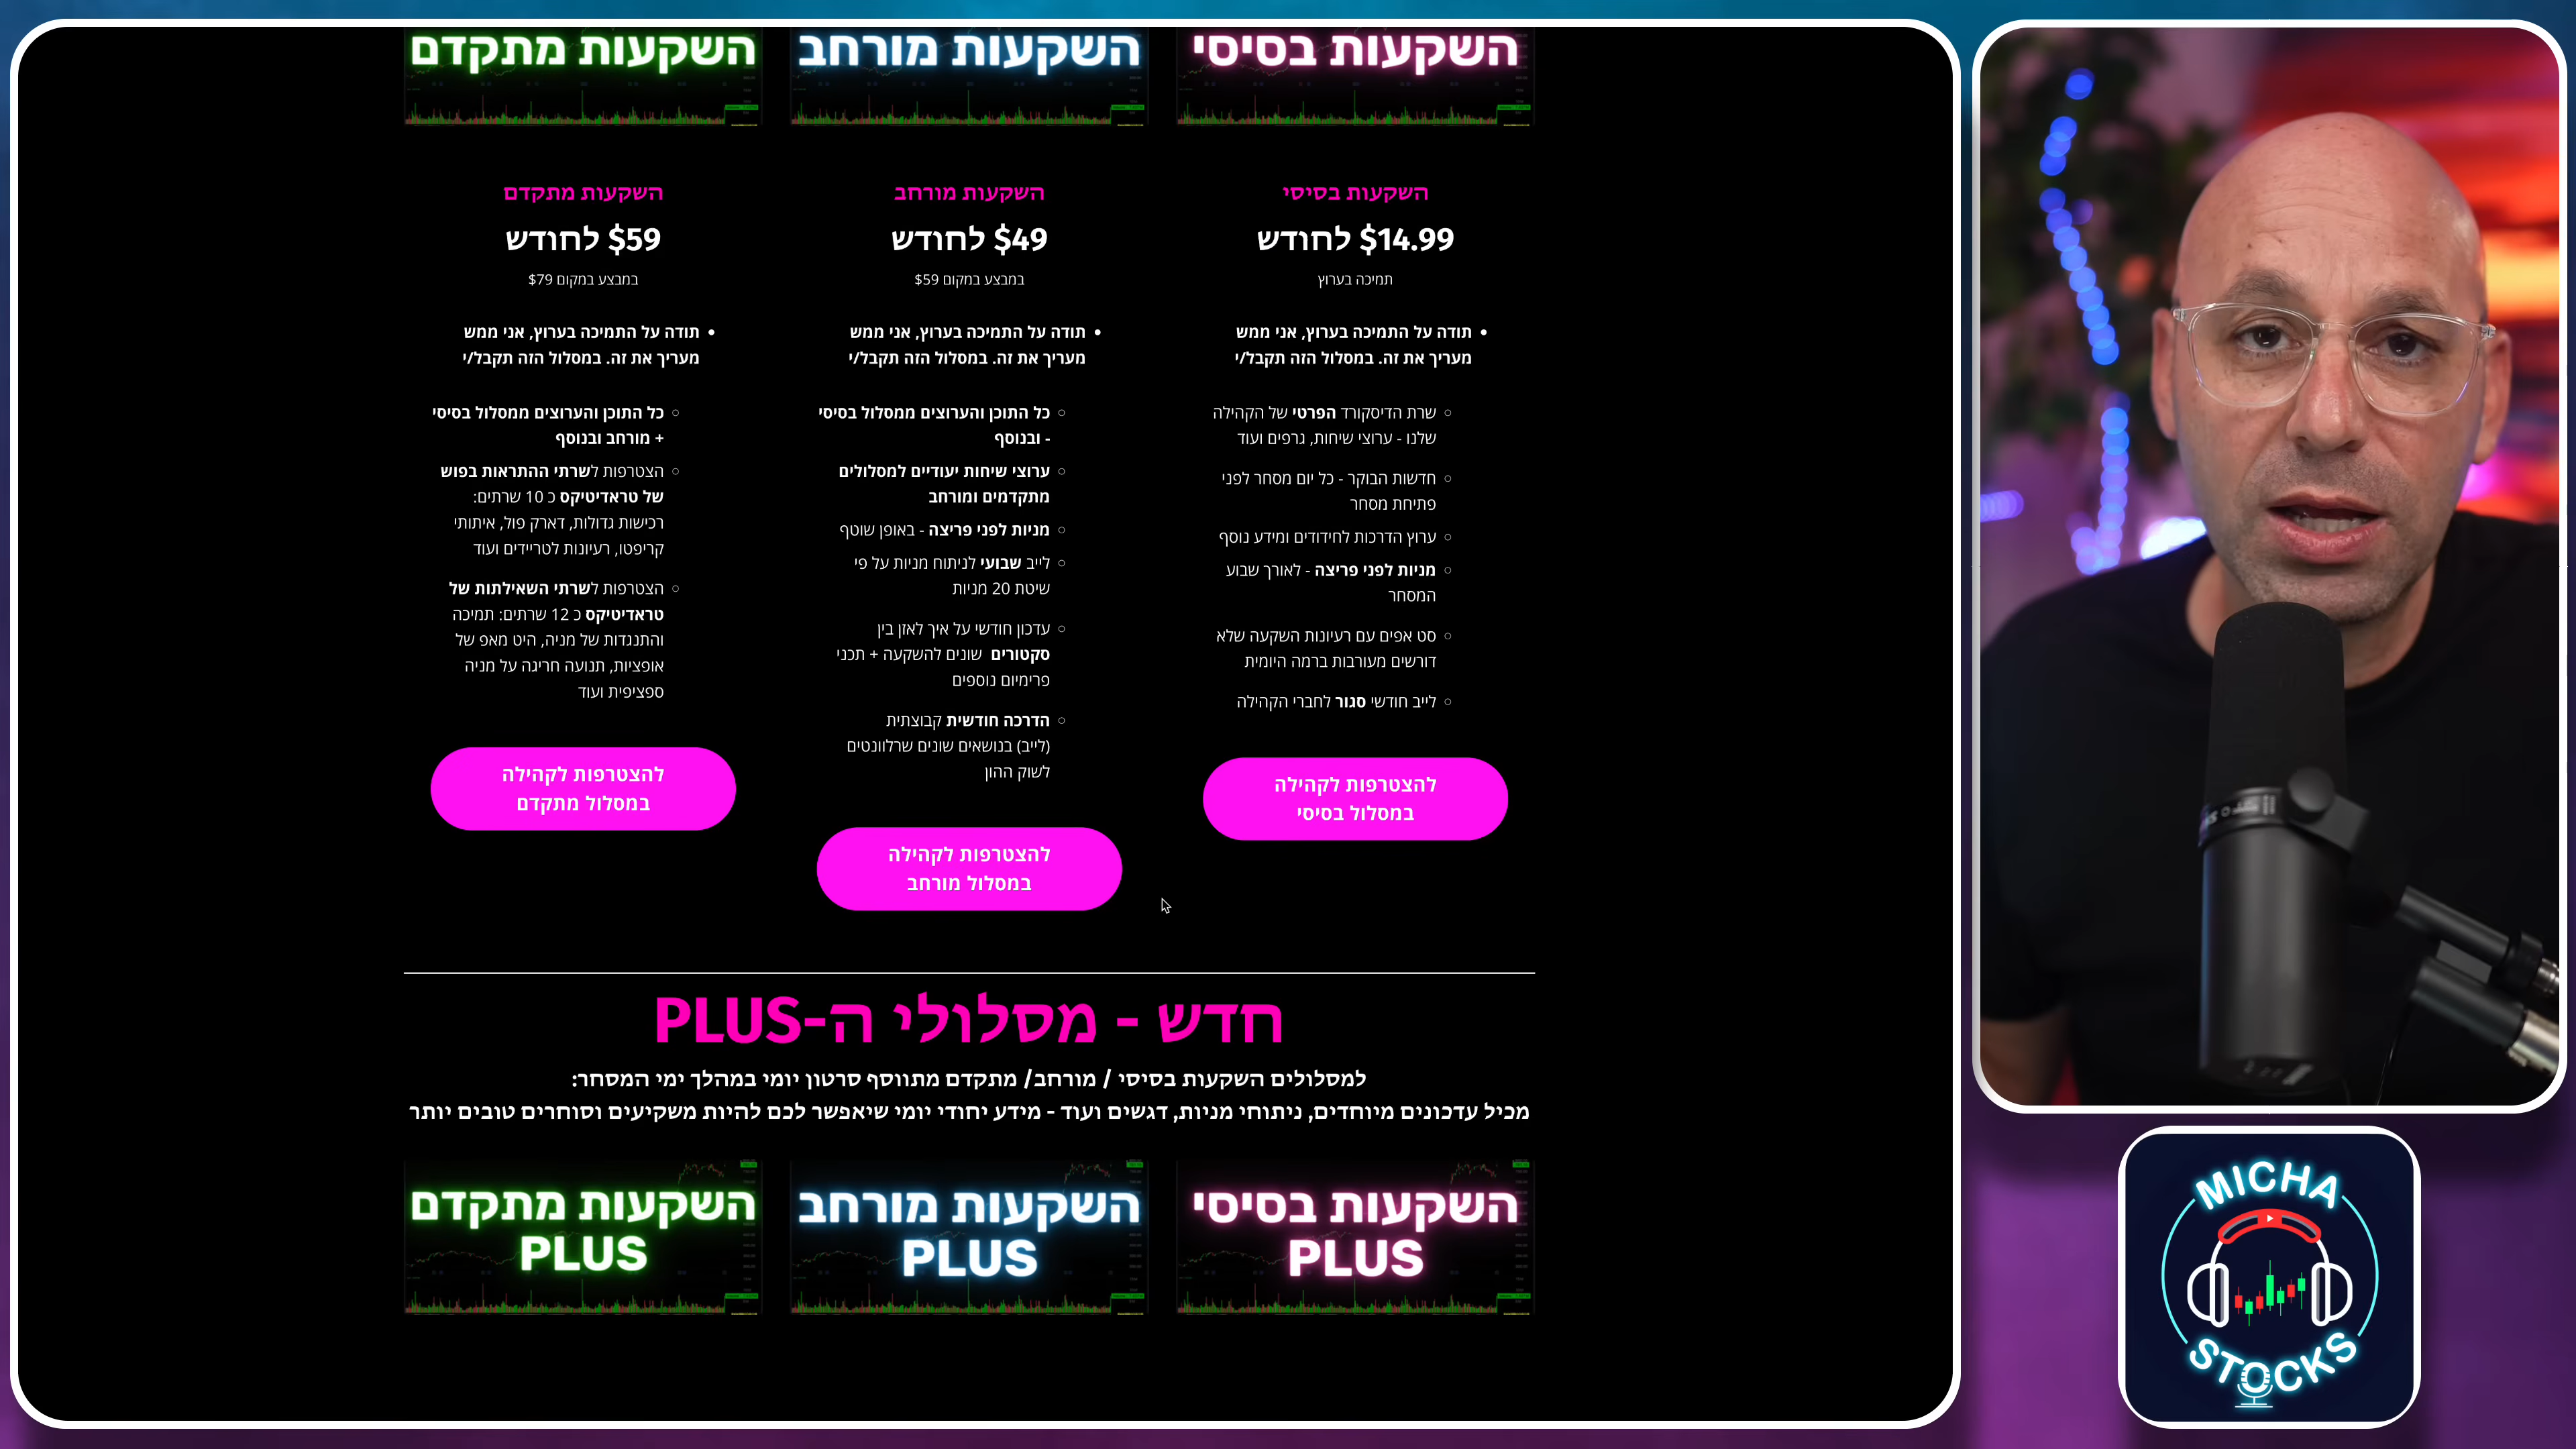 השקעות בסיסי
השקעות מורחב
השקעות מתקדם
השקעות בסיסי
$14.99 לחודש
תמיכה בערוץ
תודה על התמיכה בערוץ, אני ממש
מעריך את זה. במסלול הזה תקבל/י
שרת הדיסקורד הפרטי של הקהילה
שלנו - ערוצי שיחות, גרפים ועוד
חדשות הבוקר - כל יום מסחר לפני
פתיחת מסחר
ערוץ הדרכות לחידודים ומידע נוסף
מניות לפני פריצה - לאורך שבוע
המסחר
סט אפים עם רעיונות השקעה שלא
דורשים מעורבות ברמה היומית
לייב חודשי סגור לחברי הקהילה
להצטרפות לקהילה
במסלול בסיסי
השקעות מורחב
$49 לחודש
במבצע במקום $59
תודה על התמיכה בערוץ, אני ממש
מעריך את זה. במסלול הזה תקבל/י
כל התוכן והערוצים ממסלול בסיסי
- ובנוסף
ערוצי שיחות יעודיים למסלולים
מתקדמים ומורחב
מניות לפני פריצה - באופן שוטף
לייב שבועי לניתוח מניות על פי
שיטת 20 מניות
עדכון חודשי על איך לאזן בין
סקטורים שונים להשקעה + תכני
פרימיום נוספים
הדרכה חודשית קבוצתית
(לייב) בנושאים שונים שרלוונטים
לשוק ההון
להצטרפות לקהילה
במסלול מורחב
השקעות מתקדם
$59 לחודש
במבצע במקום $79
תודה על התמיכה בערוץ, אני ממש
מעריך את זה. במסלול הזה תקבל/י
כל התוכן והערוצים ממסלול בסיסי
+ מורחב ובנוסף
הצטרפות לשרתי ההתראות בפוש
של טראדיטיקס כ 10 שרתים:
רכישות גדולות, דארק פול, איתותי
קריפטו, רעיונות לטריידים ועוד
הצטרפות לשרתי השאילתות של
טראדיטיקס כ 12 שרתים: תמיכה
והתנגדות של מניה, היט מאפ של
אופציות, תנועה חריגה על מניה
ספציפית ועוד
להצטרפות לקהילה
במסלול מתקדם
חדש - מסלולי ה-PLUS
למסלולים השקעות בסיסי / מורחב/ מתקדם מתווסף סרטון יומי במהלך ימי המסחר:
מכיל עדכונים מיוחדים, ניתוחי מניות, דגשים ועוד - מידע יחודי יומי שיאפשר לכם להיות משקיעים וסוחרים טובים יותר
השקעות בסיסי
PLUS
השקעות מורחב
PLUS
השקעות מתקדם
PLUS
MICHA
STOCKS